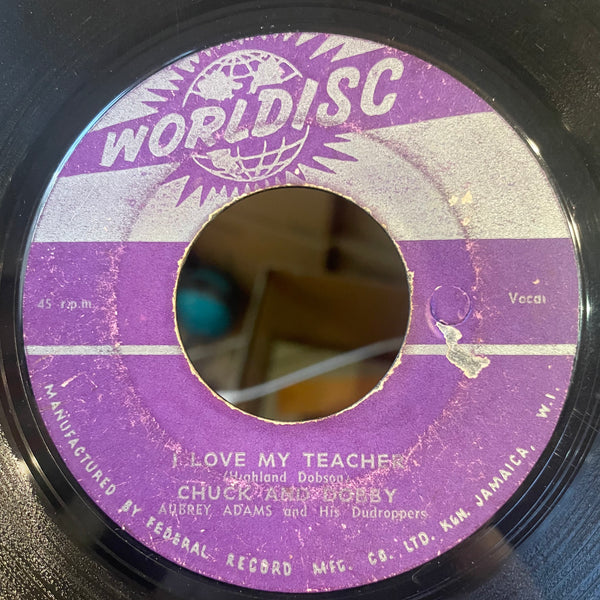 WORLDISC
45 r.p.m.
Vocal
I LOVE MY TEACHER
(Highland Dobson)
CHUCK AND BOBBY
AUBREY ADAMS and His Dudroppers
MANUFACTURED BY FEDERAL RECORD MFG. CO. LTD. KGN. JAMAICA, W.I.